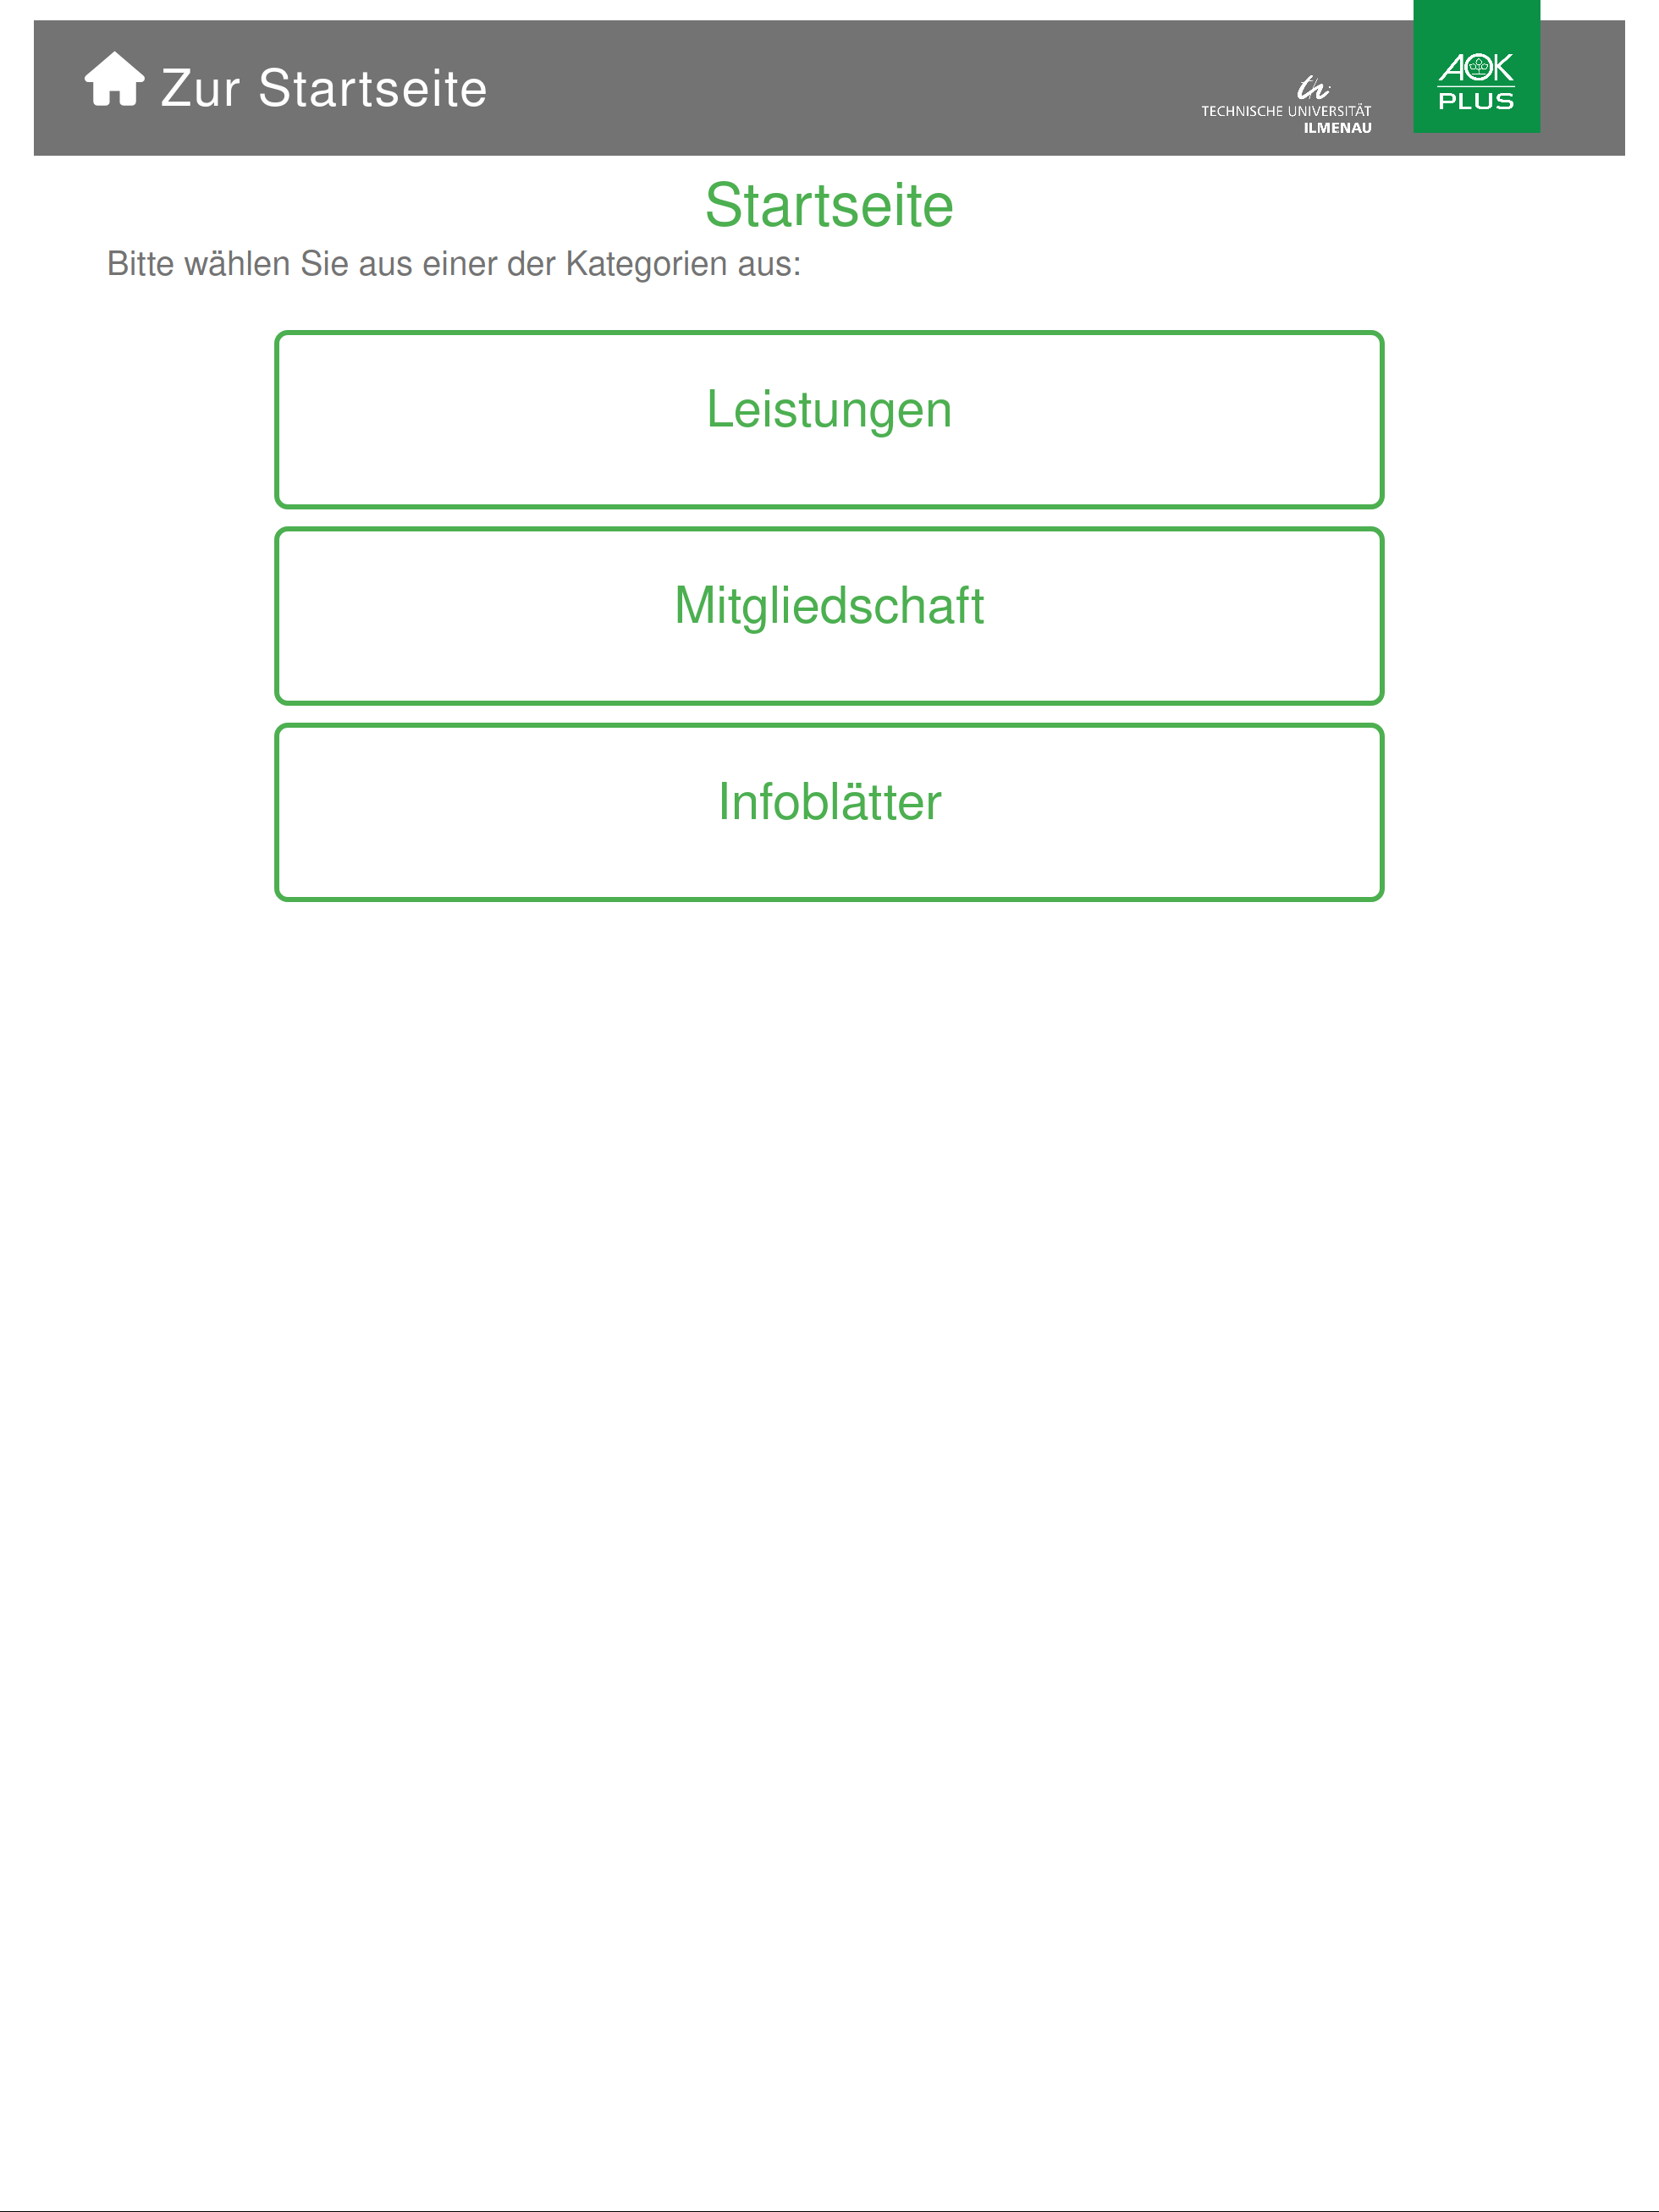 Zur Startseite
th
TECHNISCHE UNIVERSITÄT
ILMENAU
AOK
PLUS
Startseite
Bitte wählen Sie aus einer der Kategorien aus:
Leistungen
Mitgliedschaft
Infoblätter